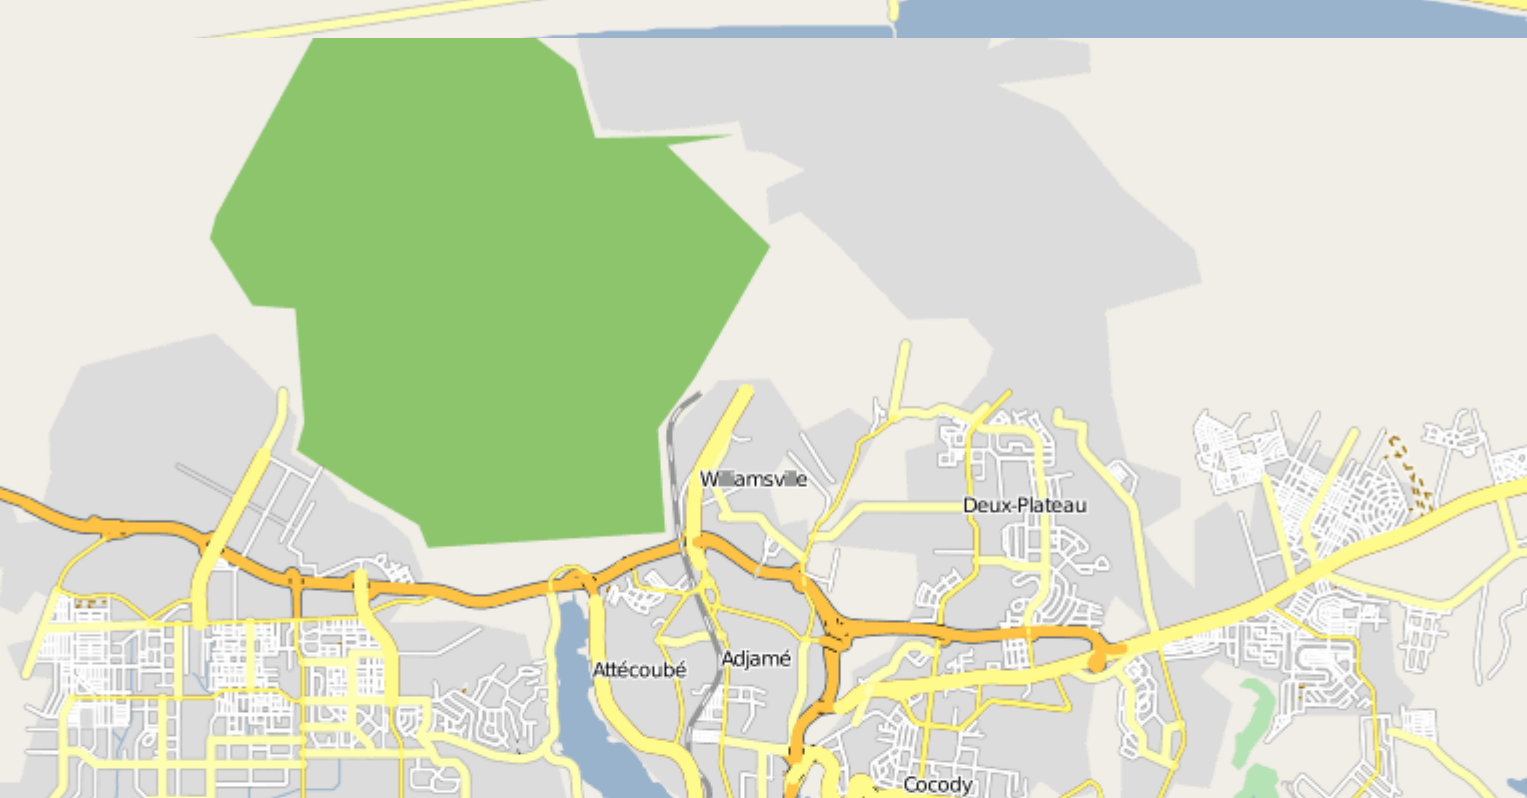 Williamsville
Deux-Plateau
Adjamé
Attécoubé
Cocody